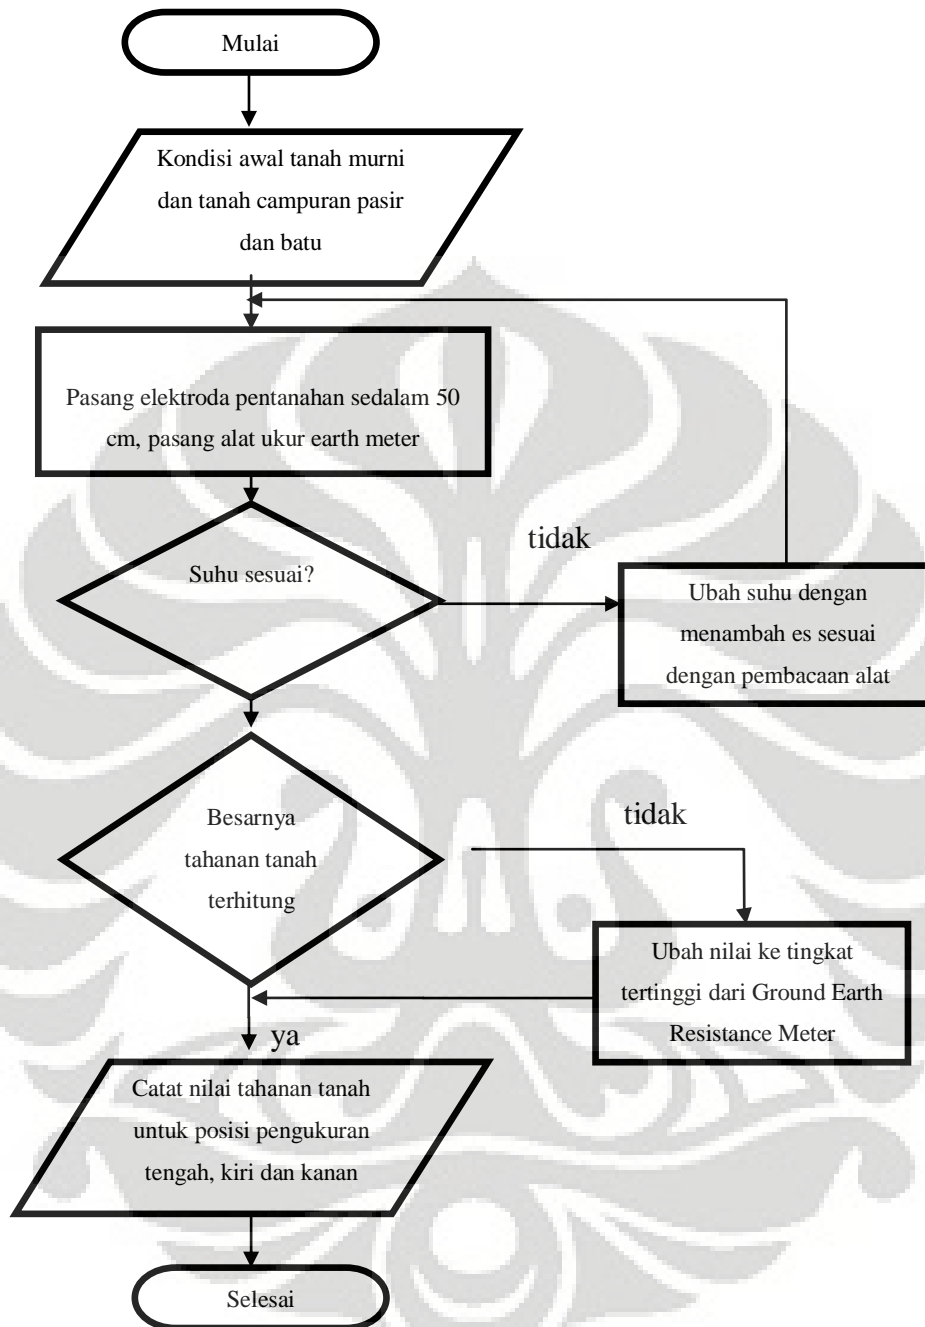 Mulai
Kondisi awal tanah murni
dan tanah campuran pasir
dan batu
Pasang elektroda pentanahan sedalam 50
cm, pasang alat ukur earth meter
tidak
Suhu sesuai?
Ubah suhu dengan
menambah es sesuai
dengan pembacaan alat
Besarnya
tahanan tanah
terhitung
tidak
Ubah nilai ke tingkat
tertinggi dari Ground Earth
Resistance Meter
ya
Catat nilai tahanan tanah
untuk posisi pengukuran
tengah, kiri dan kanan
Selesai